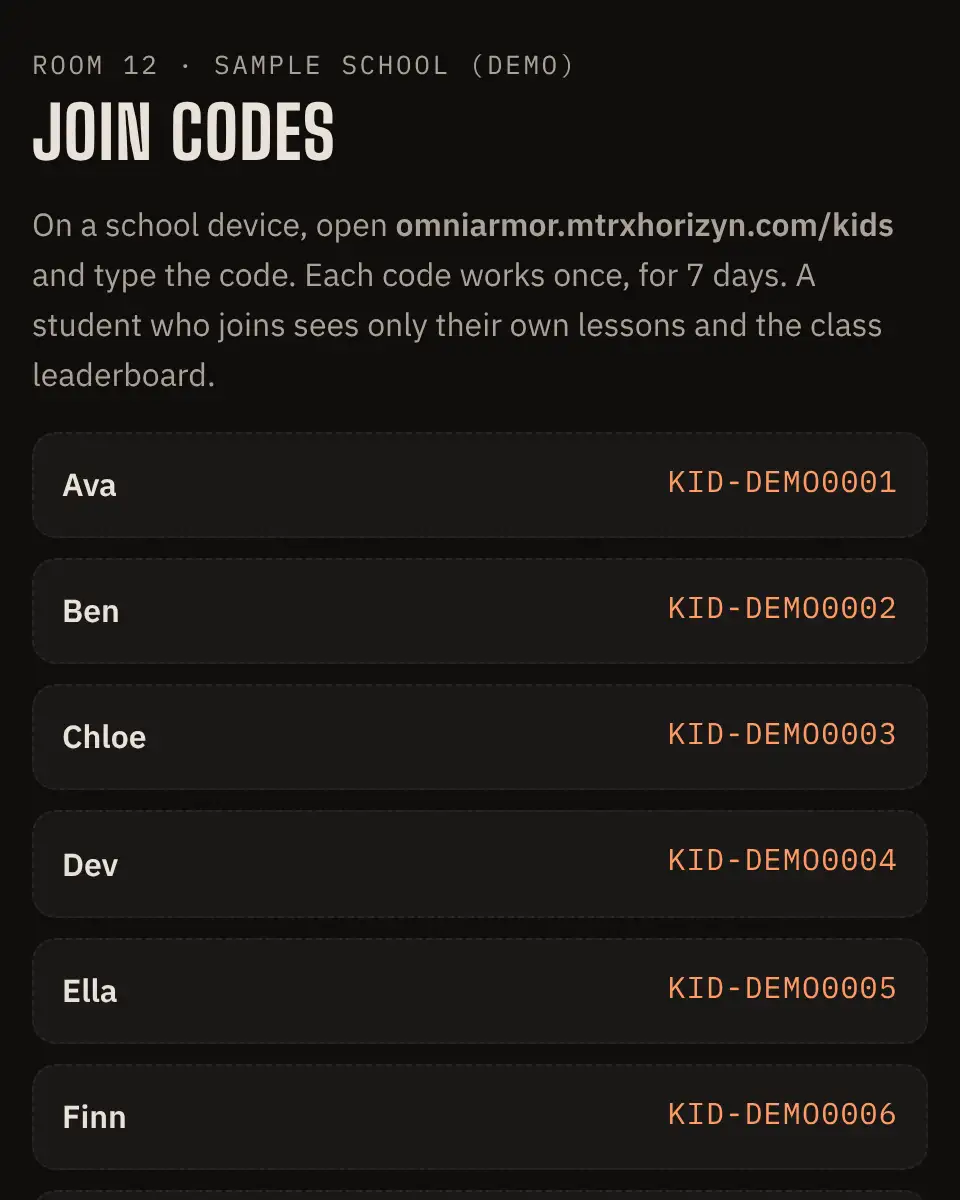 ROOM 12 · SAMPLE SCHOOL (DEMO)
JOIN CODES
On a school device, open omniarmor.mtrxhorizyn.com/kids
and type the code. Each code works once, for 7 days. A
student who joins sees only their own lessons and the class
leaderboard.
Ava KID-DEMO0001
Ben KID-DEMO0002
Chloe KID-DEMO0003
Dev KID-DEMO0004
Ella KID-DEMO0005
Finn KID-DEMO0006